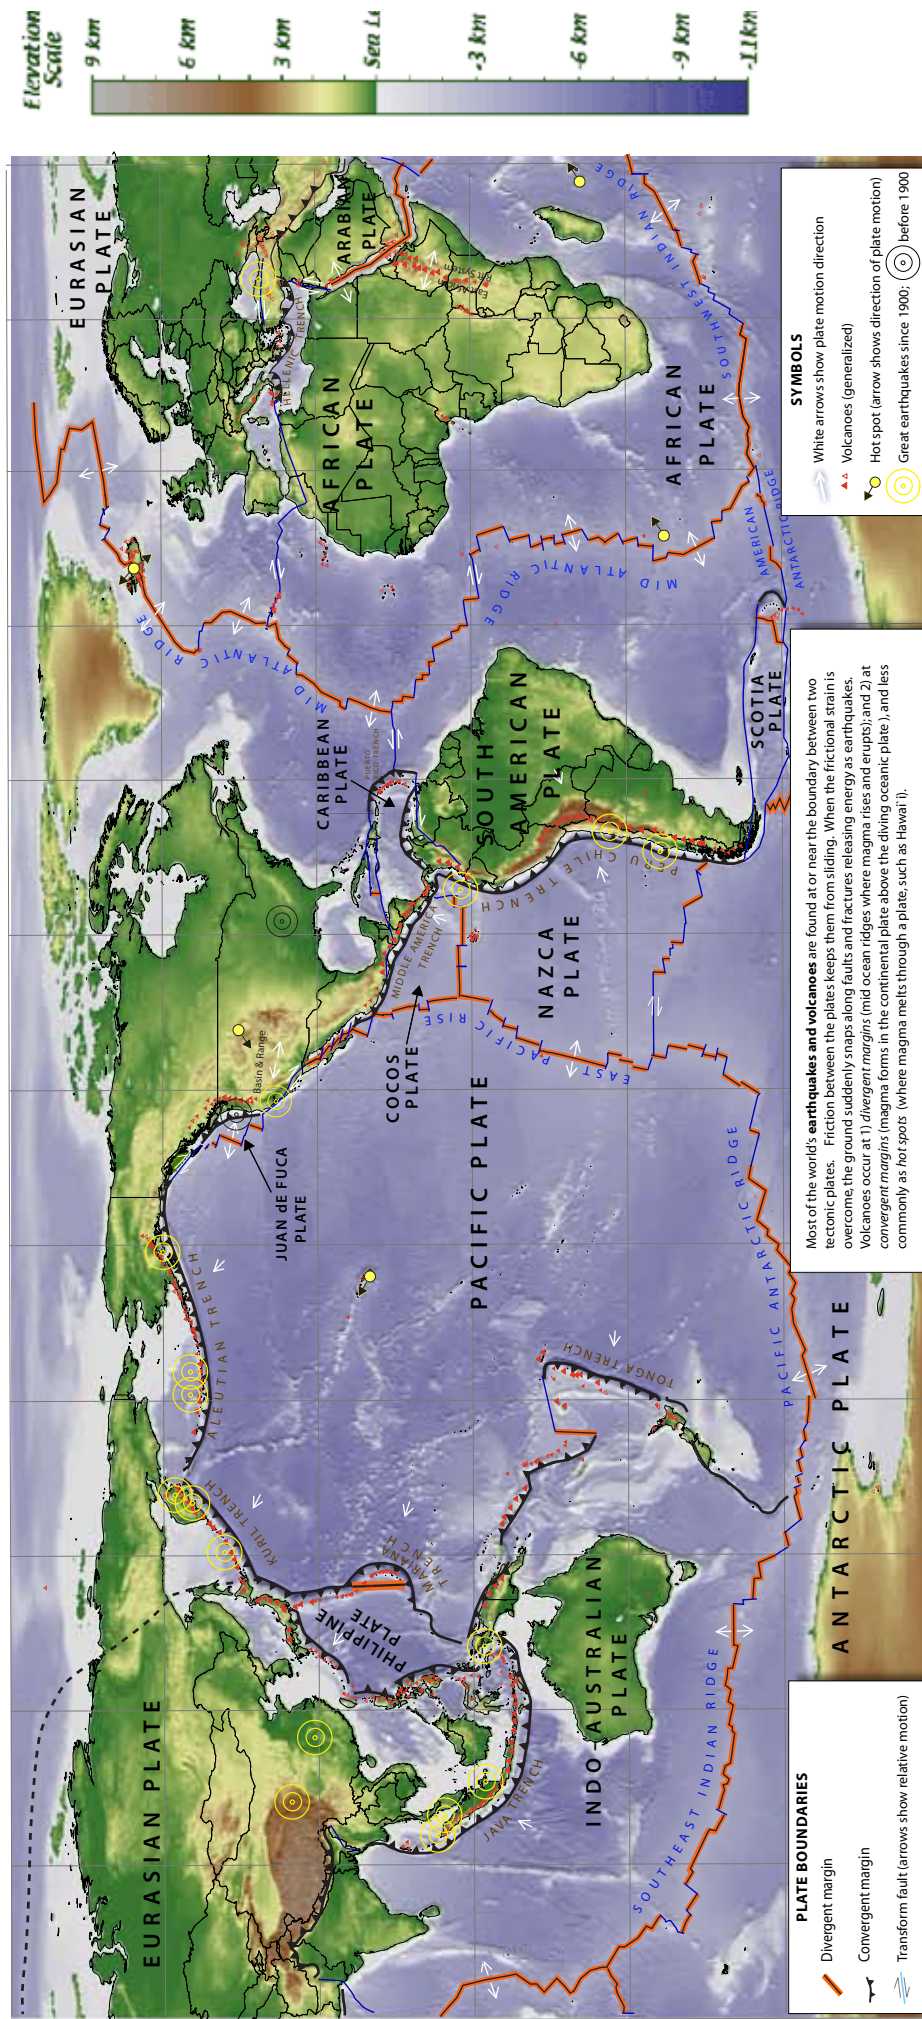 Elevation
Scale
9 km
6 km
3 km
Sea Le
-3 km
-6 km
-9 km
-11km
EURASIAN PLATE
EURASIAN
PLATE
ARABIAN
PLATE
East African
Rift System
HELLENIC TRENCH
AFRICAN
PLATE
AFRICAN
PLATE
SOUTHWEST INDIAN RIDGE
MID ATLANTIC RIDGE
MID ATLANTIC RIDGE
AMERICAN
ANTARCTIC RIDGE
CARIBBEAN
PLATE
PUERTO
RICO TRENCH
SOUTH
AMERICAN
PLATE
SCOTIA
PLATE
PERU CHILE TRENCH
MIDDLE AMERICA
TRENCH
NAZCA
PLATE
COCOS
PLATE
EAST PACIFIC RISE
Basin & Range
JUAN de FUCA
PLATE
PACIFIC PLATE
ALEUTIAN TRENCH
KURIL TRENCH
MARIANA
TRENCH
PHILIPPINE
PLATE
TONGA TRENCH
PACIFIC ANTARCTIC RIDGE
ANTARCTIC PLATE
INDO AUSTRALIAN
PLATE
JAVA TRENCH
SOUTHEAST INDIAN RIDGE
PLATE BOUNDARIES
Divergent margin
Convergent margin
Transform fault (arrows show relative motion)
Most of the world's earthquakes and volcanoes are found at or near the boundary between two
tectonic plates. Friction between the plates keeps them from sliding. When the frictional strain is
overcome, the ground suddenly snaps along faults and fractures releasing energy as earthquakes.
Volcanoes occur at 1) divergent margins (mid ocean ridges where magma rises and erupts); and 2) at
convergent margins (magma forms in the continental plate above the diving oceanic plate ), and less
commonly as hot spots (where magma melts through a plate, such as Hawai`i).
SYMBOLS
White arrows show plate motion direction
Volcanoes (generalized)
Hot spot (arrow shows direction of plate motion)
Great earthquakes since 1900; before 1900